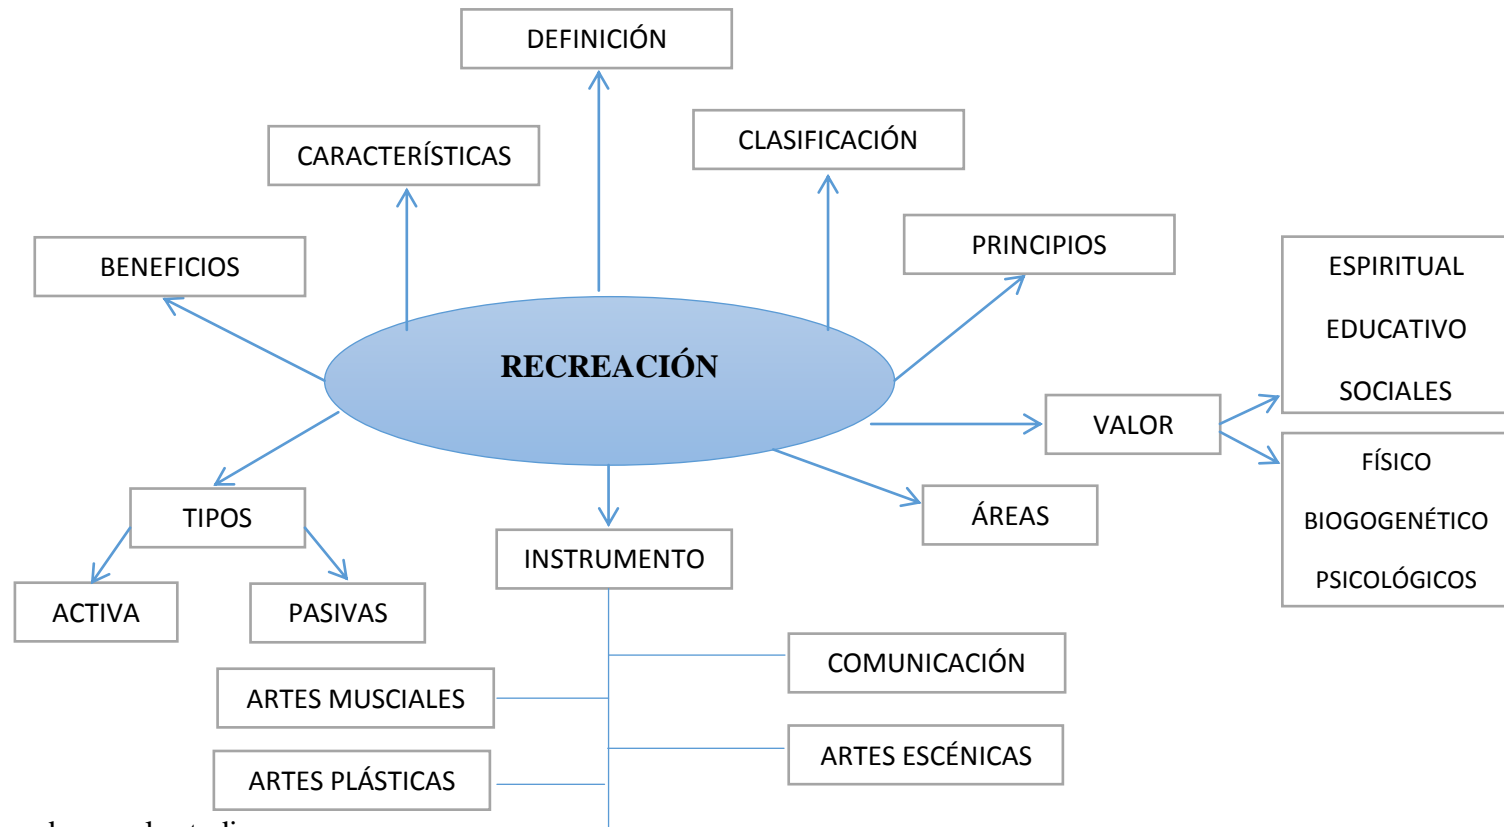 DEFINICIÓN
CLASIFICACIÓN
CARACTERÍSTICAS
PRINCIPIOS
BENEFICIOS
ESPIRITUAL
EDUCATIVO
SOCIALES
RECREACIÓN
VALOR
FÍSICO
BIOGOGENÉTICO
PSICOLÓGICOS
TIPOS
ÁREAS
INSTRUMENTO
ACTIVA
PASIVAS
COMUNICACIÓN
ARTES MUSCIALES
ARTES ESCÉNICAS
ARTES PLÁSTICAS